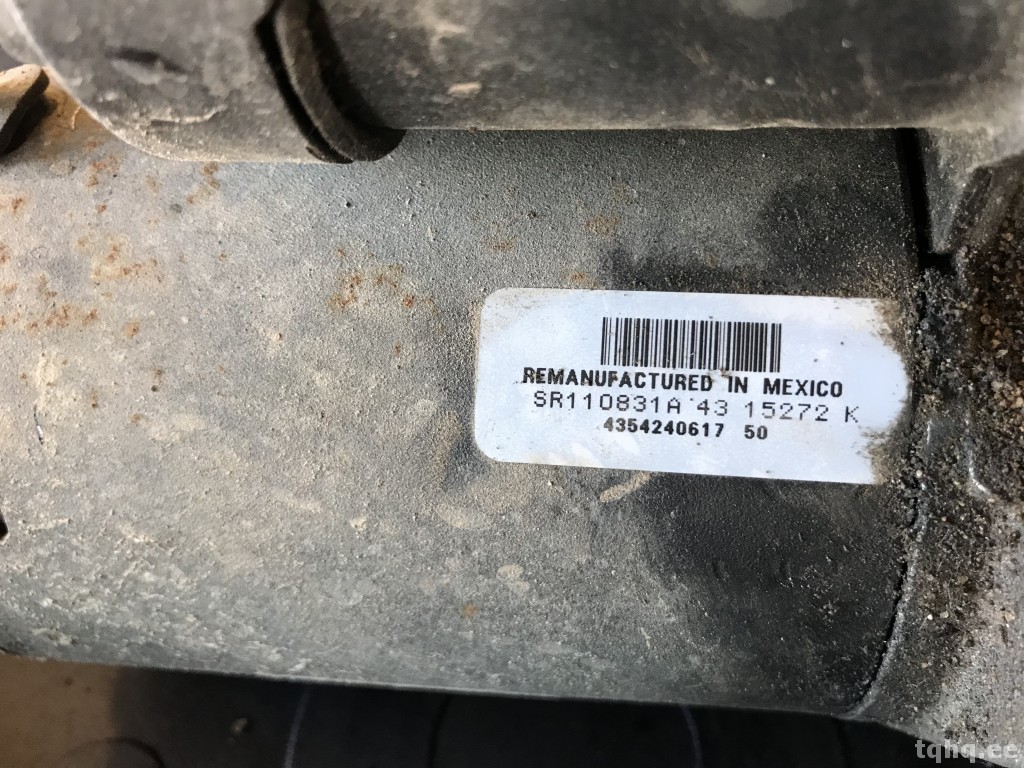 REMANUFACTURED IN MEXICO
SR110831A 43 15272 K
4354240617 50
tqhq.ee